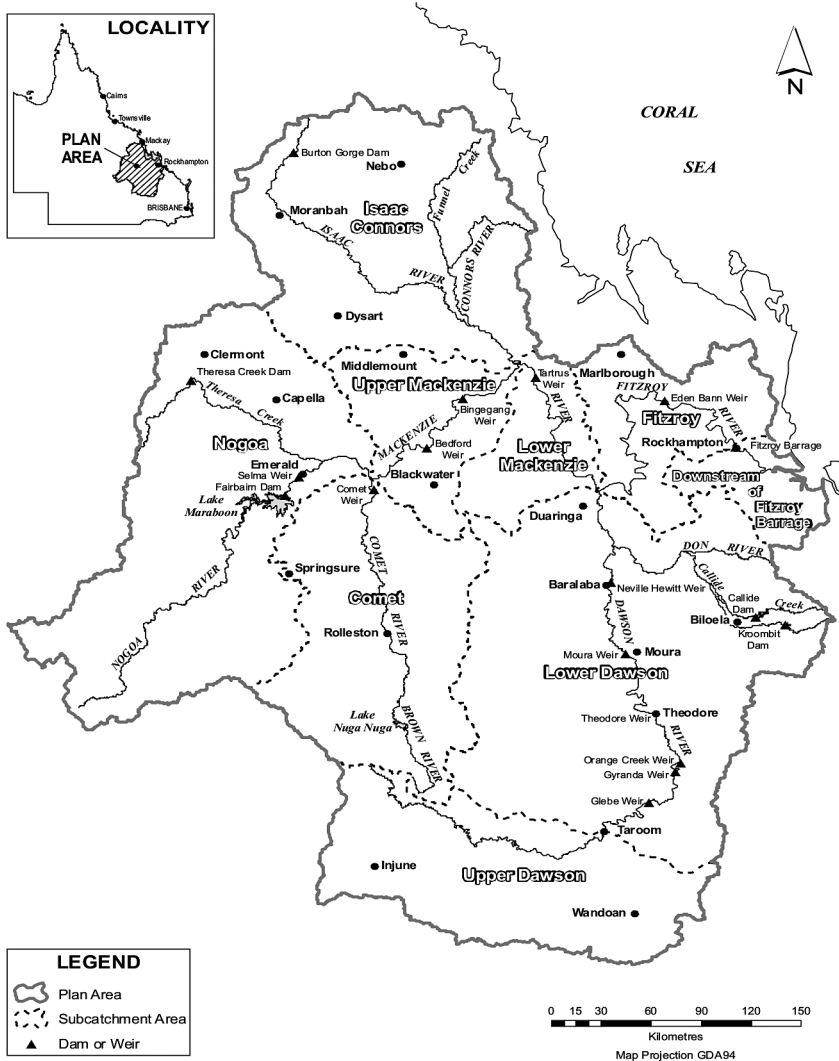 LOCALITY
Cairns
Townsville
Mackay
PLAN
AREA
Rockhampton
BRISBANE
N
CORAL
SEA
Burton Gorge Dam
Nebo
Funnel
Creek
Moranbah
Isaac
Connors
ISAAC
RIVER
CONNORS RIVER
Dysart
Clermont
Theresa Creek Dam
Theresa
Creek
Capella
Middlemount
Upper Mackenzie
Tartrus
Weir
Marlborough
FITZROY
Eden Bann Weir
Bingegang
Weir
RIVER
Fitzroy
RIVER
MACKENZIE
Bedford
Weir
Lower
Mackenzie
Rockhampton
Fitzroy Barrage
Nogoa
Emerald
Selma Weir
Fairbairn Dam
Lake
Maraboon
Comet
Weir
Blackwater
Downstream
of
Fitzroy
Barrage
Duaringa
COMET
DON RIVER
Springsure
RIVER
Callide
Creek
Baralaba
Neville Hewitt Weir
Callide
Dam
Comet
DAWSON
Biloela
Kroombit
Dam
Rolleston
RIVER
NOGOA
Moura Weir
Moura
Lower Dawson
Lake
Nuga Nuga
BROWN
RIVER
Theodore Weir
Theodore
RIVER
Orange Creek Weir
Gyranda Weir
Glebe Weir
Taroom
Injune
Upper Dawson
Wandoan
LEGEND
Plan Area
Subcatchment Area
Dam or Weir
0 15 30 60 90 120 150
Kilometres
Map Projection GDA94